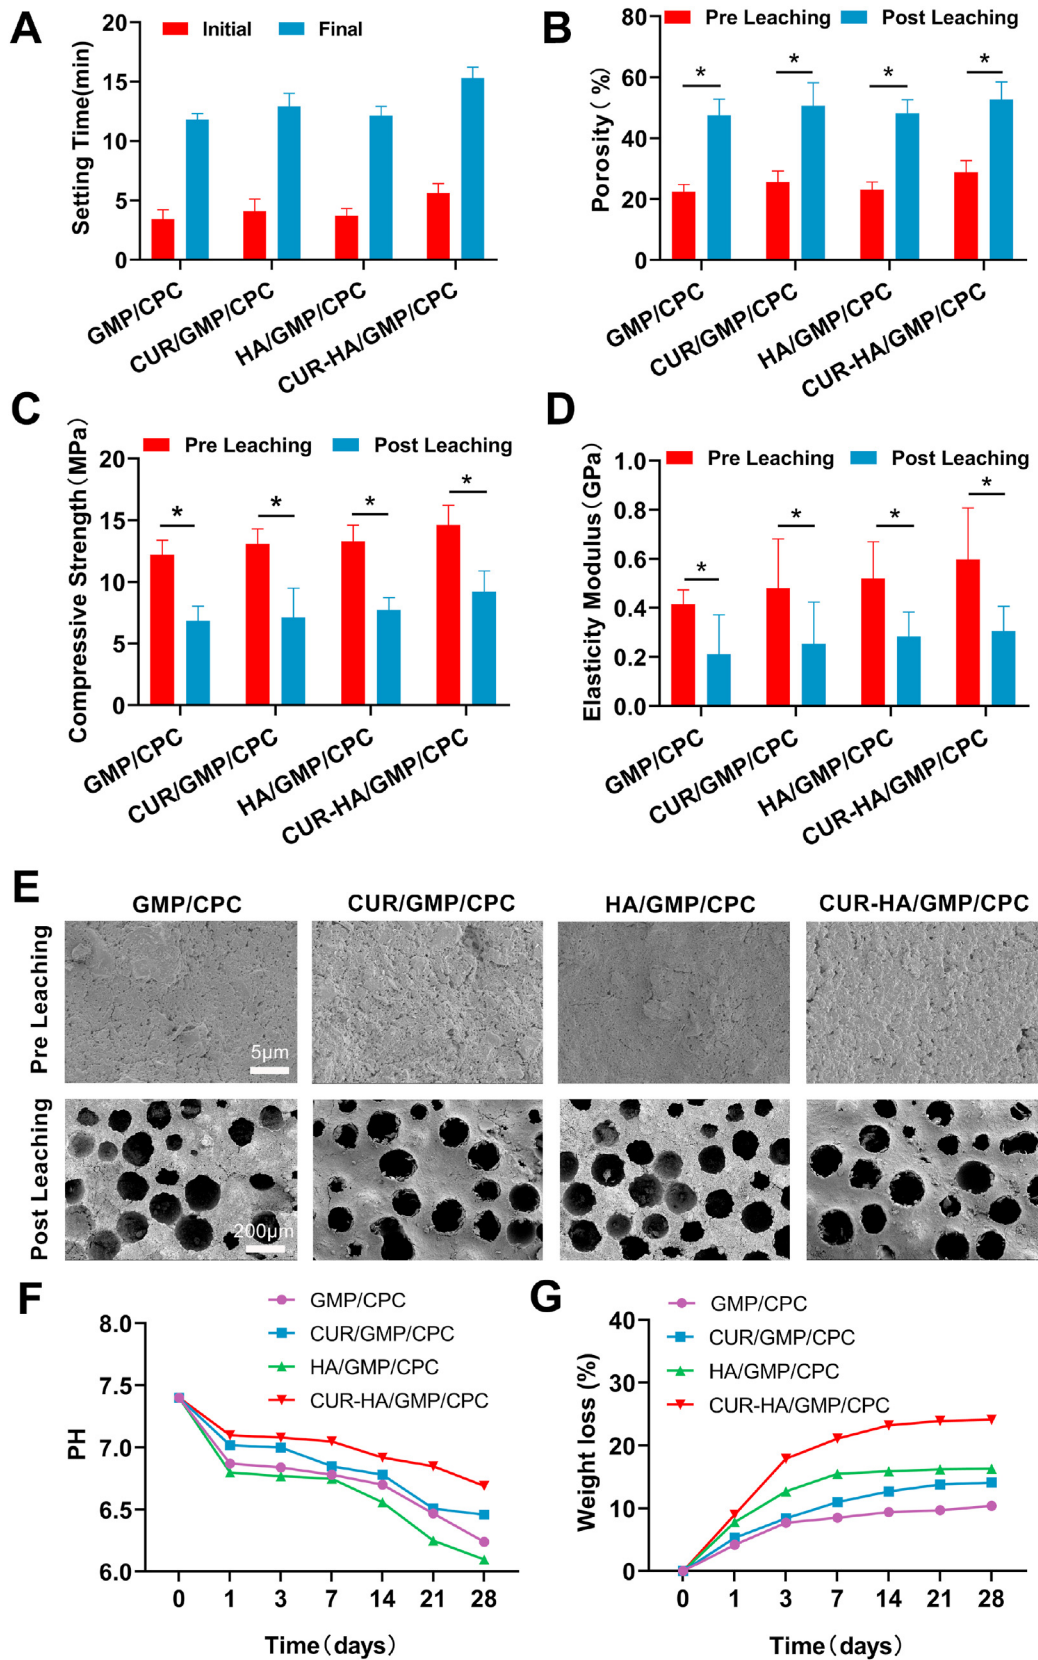 A
Initial
Final
Setting Time(min)
20
15
10
5
0
GMP/CPC
CUR/GMP/CPC
HA/GMP/CPC
CUR-HA/GMP/CPC
B
Pre Leaching
Post Leaching
Porosity( %)
80
60
40
20
0
*
*
*
*
GMP/CPC
CUR/GMP/CPC
HA/GMP/CPC
CUR-HA/GMP/CPC
C
Pre Leaching
Post Leaching
Compressive Strength(MPa)
20
15
10
5
0
*
*
*
*
GMP/CPC
CUR/GMP/CPC
HA/GMP/CPC
CUR-HA/GMP/CPC
D
Pre Leaching
Post Leaching
Elasticity Modulus(GPa)
1.0
0.8
0.6
0.4
0.2
0.0
*
*
*
*
GMP/CPC
CUR/GMP/CPC
HA/GMP/CPC
CUR-HA/GMP/CPC
E
GMP/CPC
CUR/GMP/CPC
HA/GMP/CPC
CUR-HA/GMP/CPC
Pre Leaching
5μm
Post Leaching
200μm
F
GMP/CPC
CUR/GMP/CPC
HA/GMP/CPC
CUR-HA/GMP/CPC
PH
8.0
7.5
7.0
6.5
6.0
0 1 3 7 14 21 28
Time(days)
G
GMP/CPC
CUR/GMP/CPC
HA/GMP/CPC
CUR-HA/GMP/CPC
Weight loss (%)
40
30
20
10
0
0 1 3 7 14 21 28
Time(days)